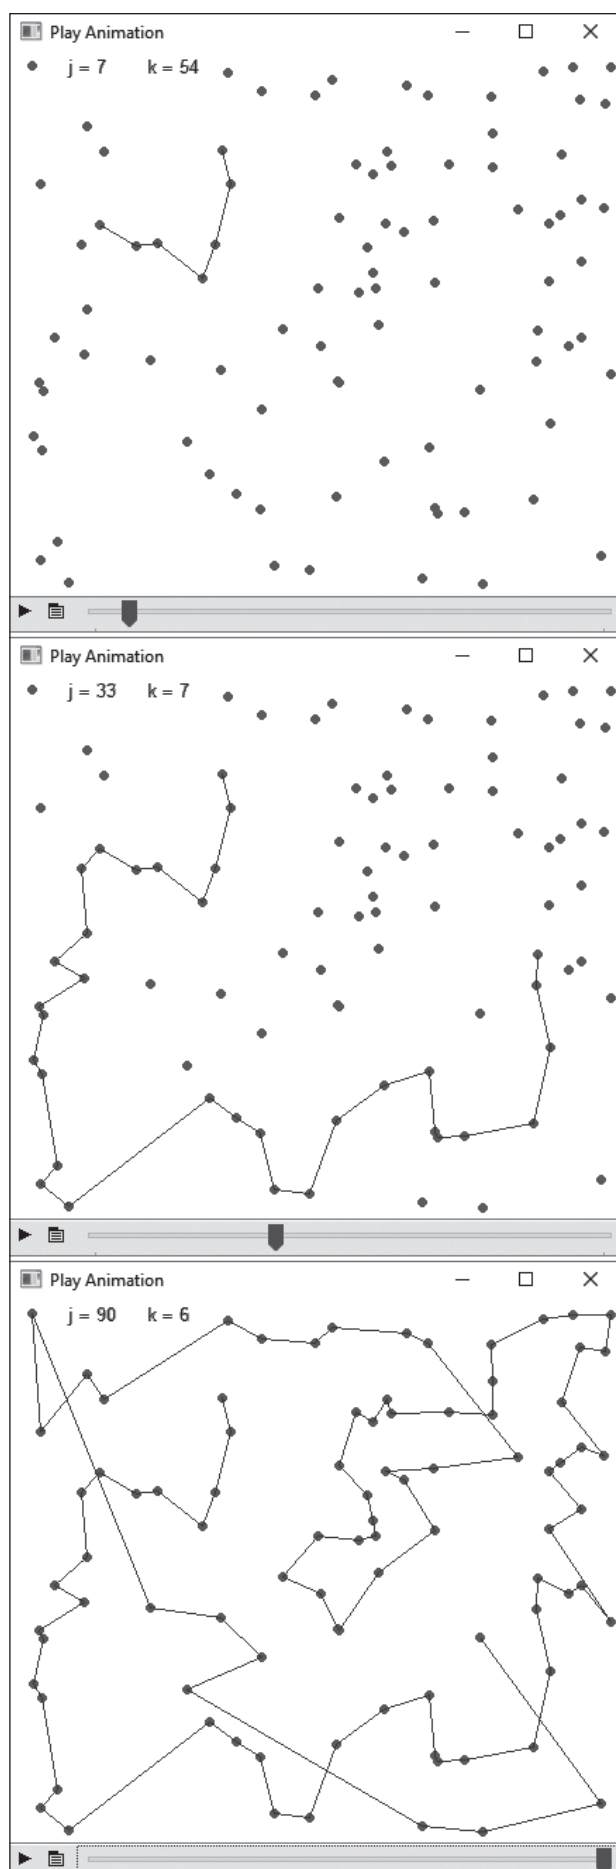 Play Animation
j = 7 k = 54
Play Animation
j = 33 k = 7
Play Animation
j = 90 k = 6